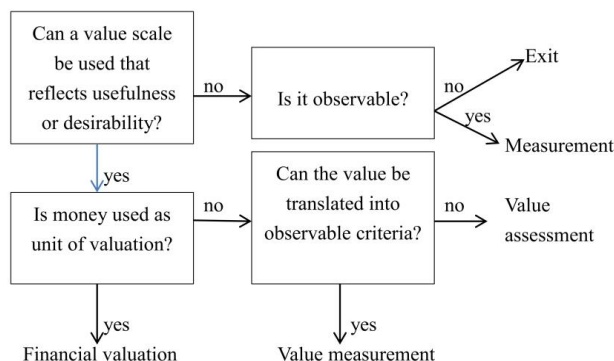 Can a value scale
be used that
reflects usefulness
or desirability?
no
Is it observable?
no
Exit
yes
Measurement
yes
Is money used as
unit of valuation?
no
Can the value be
translated into
observable criteria?
no
Value
assessment
yes
Financial valuation
yes
Value measurement